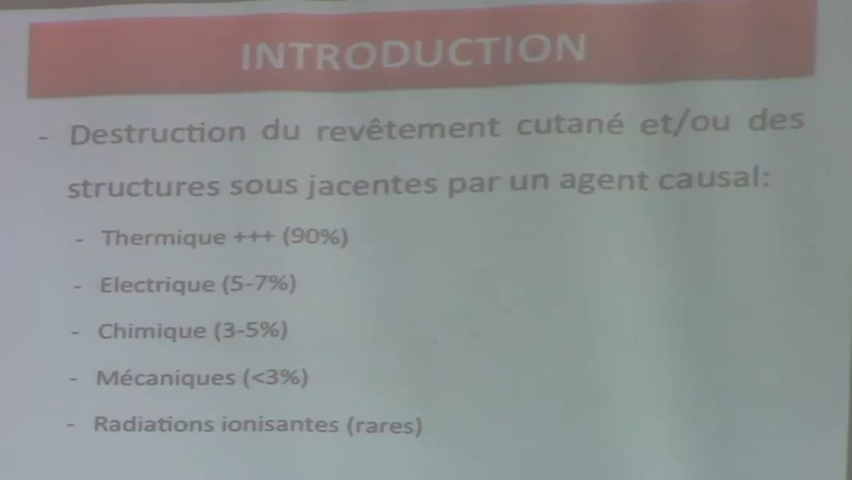 INTRODUCTION
- Destruction du revêtement cutané et/ou des
structures sous jacentes par un agent causal:
- Thermique +++ (90%)
- Electrique (5-7%)
- Chimique (3-5%)
- Mécaniques (<3%)
- Radiations ionisantes (rares)